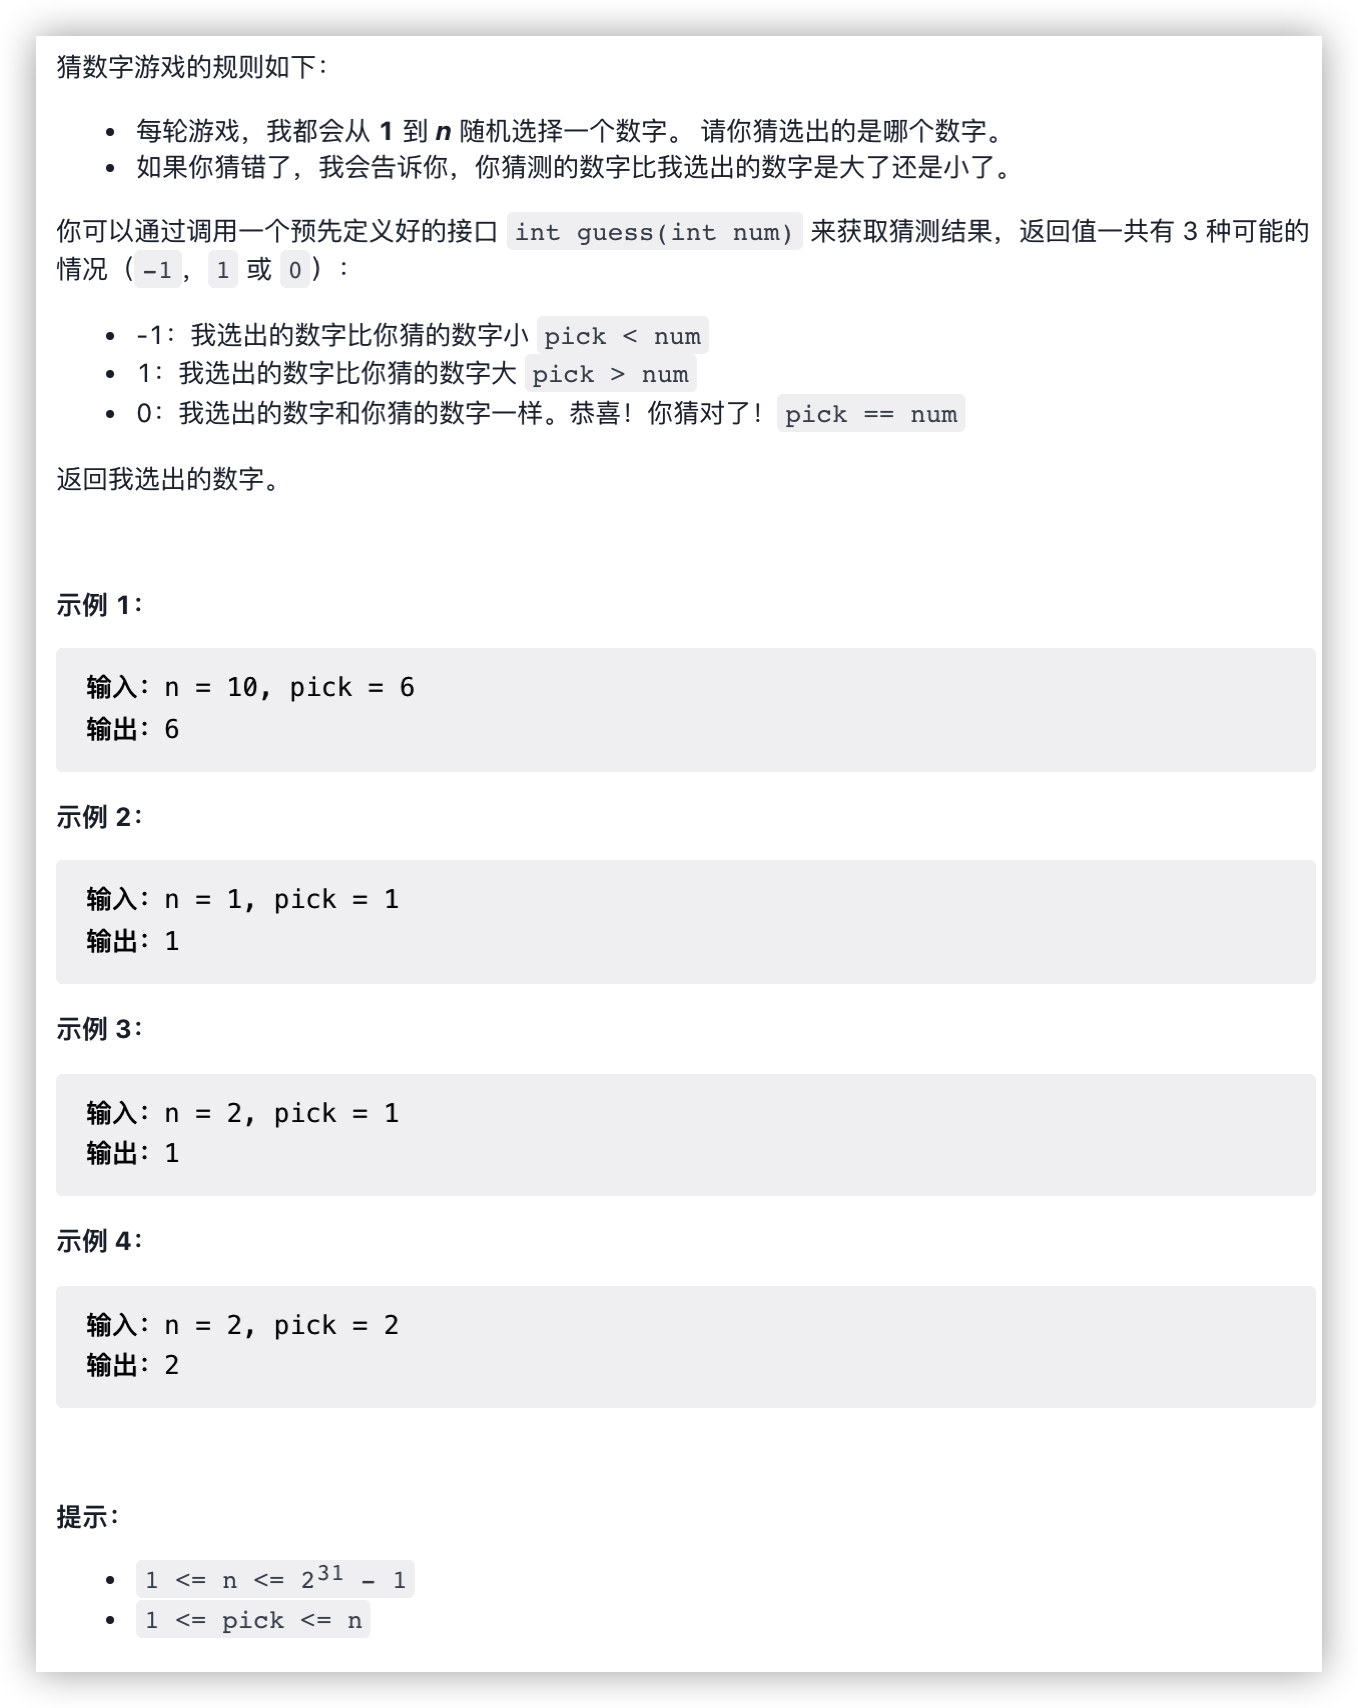 猜数字游戏的规则如下：
• 每轮游戏，我都会从 1 到 n 随机选择一个数字。 请你猜选出的是哪个数字。
• 如果你猜错了，我会告诉你，你猜测的数字比我选出的数字是大了还是小了。
你可以通过调用一个预先定义好的接口 int guess(int num) 来获取猜测结果，返回值一共有 3 种可能的
情况（-1，1 或 0）：
• -1：我选出的数字比你猜的数字小 pick < num
• 1：我选出的数字比你猜的数字大 pick > num
• 0：我选出的数字和你猜的数字一样。恭喜！你猜对了！ pick == num
返回我选出的数字。
示例 1：
输入：n = 10, pick = 6
输出：6
示例 2：
输入：n = 1, pick = 1
输出：1
示例 3：
输入：n = 2, pick = 1
输出：1
示例 4：
输入：n = 2, pick = 2
输出：2
提示：
• 1 <= n <= 2³¹ - 1
• 1 <= pick <= n